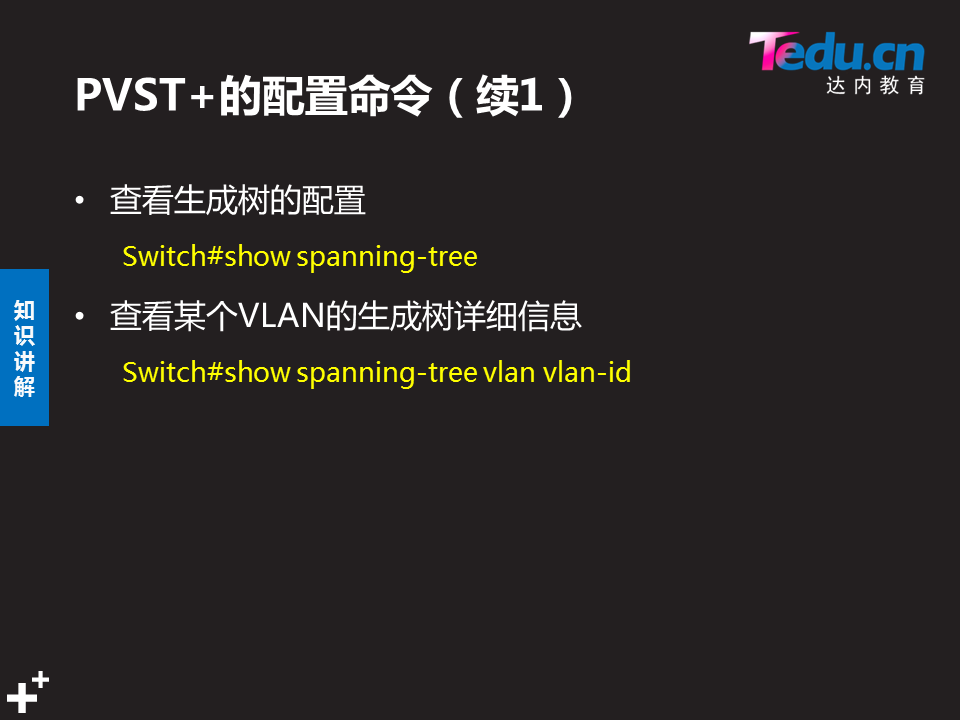 Tedu.cn
达内教育
PVST+的配置命令（续1）
• 查看生成树的配置
Switch#show spanning-tree
• 查看某个VLAN的生成树详细信息
Switch#show spanning-tree vlan vlan-id
知识讲解